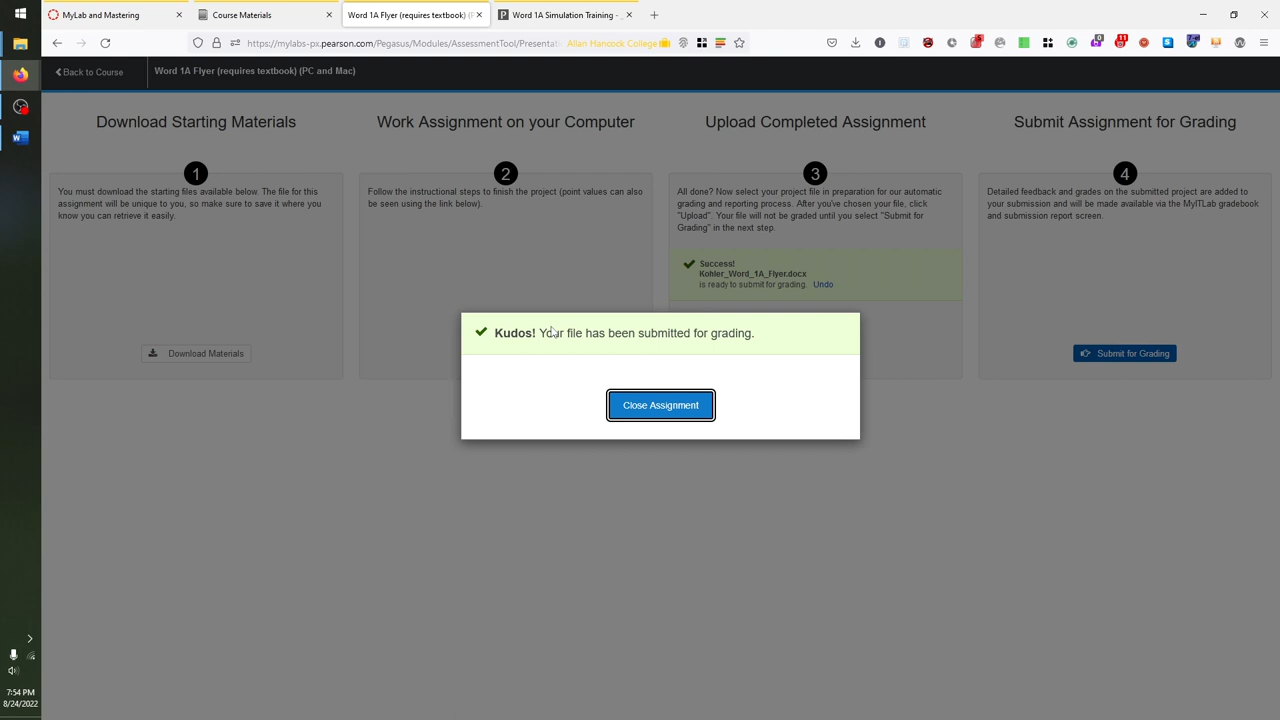 MyLab and Mastering
Course Materials
Word 1A Flyer (requires textbook) (P
Word 1A Simulation Training -
https://mylabs-px.pearson.com/Pegasus/Modules/AssessmentTool/Presentati
Allan Hancock College
Back to Course
Word 1A Flyer (requires textbook) (PC and Mac)
Download Starting Materials
1
You must download the starting files available below. The file for this
assignment will be unique to you, so make sure to save it where you
know you can retrieve it easily.
Download Materials
Work Assignment on your Computer
2
Follow the instructional steps to finish the project (point values can also
be seen using the link below).
Upload Completed Assignment
3
All done? Now select your project file in preparation for our automatic
grading and reporting process. After you've chosen your file, click
"Upload". Your file will not be graded until you select "Submit for
Grading" in the next step.
Success!
Kohler_Word_1A_Flyer.docx
is ready to submit for grading. Undo
Submit Assignment for Grading
4
Detailed feedback and grades on the submitted project are added to
your submission and will be made available via the MyITLab gradebook
and submission report screen.
Submit for Grading
Kudos! Your file has been submitted for grading.
Close Assignment
7:54 PM
8/24/2022